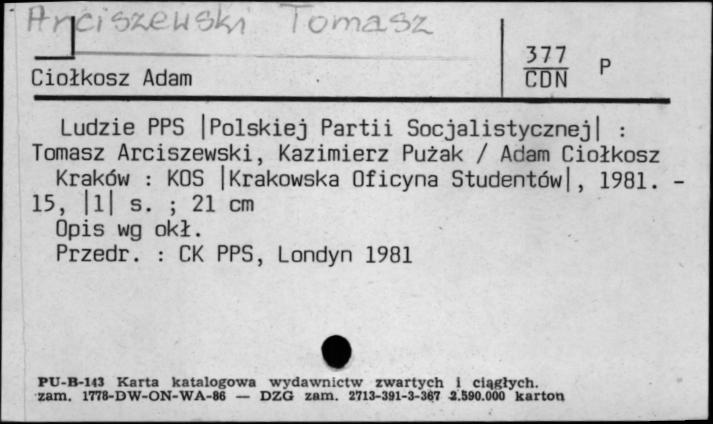 Arciszewski Tomasz
377
CDN P
Ciołkosz Adam
Ludzie PPS |Polskiej Partii Socjalistycznej| :
Tomasz Arciszewski, Kazimierz Pużak / Adam Ciołkosz
Kraków : KOS |Krakowska Oficyna Studentów|, 1981. -
15, |1| s. ; 21 cm
Opis wg okł.
Przedr. : CK PPS, Londyn 1981
PU-B-143 Karta katalogowa wydawnictw zwartych i ciągłych.
zam. 1778-DW-ON-WA-86 — DZG zam. 2713-391-3-367 2.590.000 karton